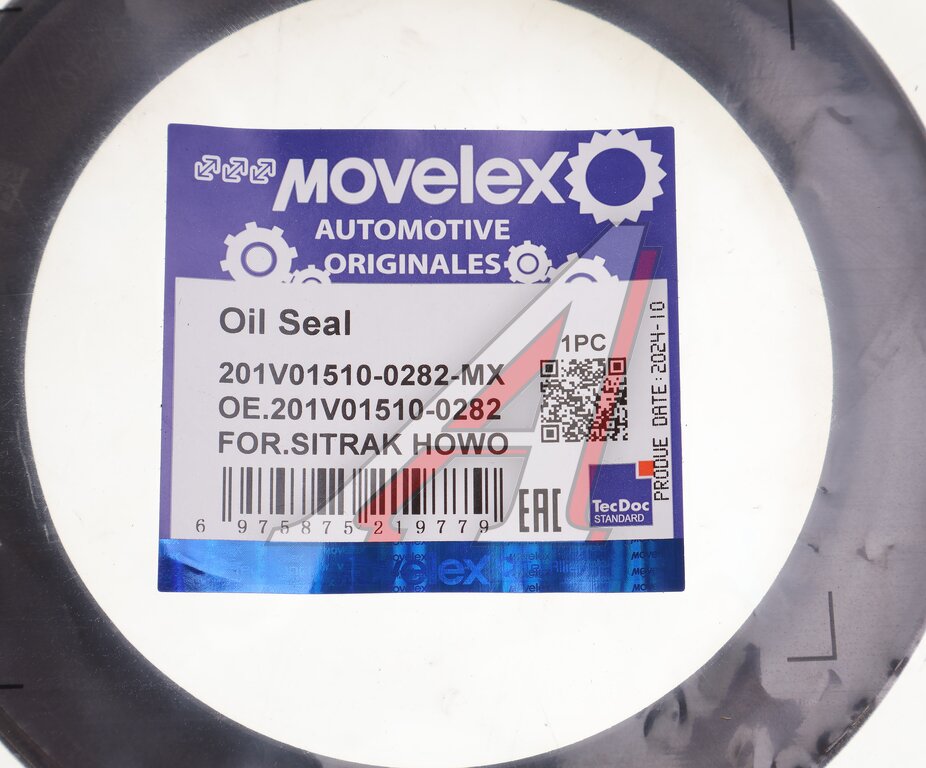 MOVELEX
AUTOMOTIVE
ORIGINALES
Oil Seal
1PC
201V01510-0282-MX
OE.201V01510-0282
FOR.SITRAK HOWO
PRODUE DATE:2024-10
6 975875 219779
EAC
TecDoc
STANDARD
Movelex